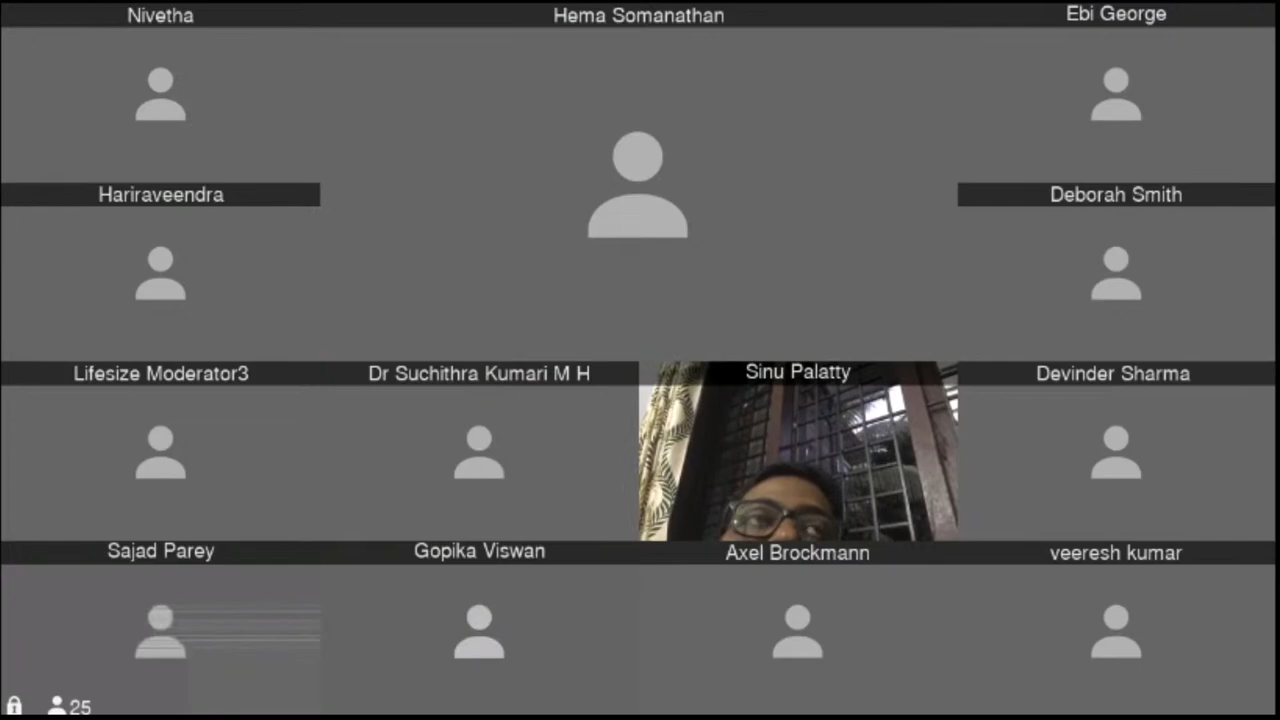 Nivetha
Hema Somanathan
Ebi George
Hariraveendra
Deborah Smith
Lifesize Moderator3
Dr Suchithra Kumari M H
Sinu Palatty
Devinder Sharma
Sajad Parey
Gopika Viswan
Axel Brockmann
veeresh kumar
25